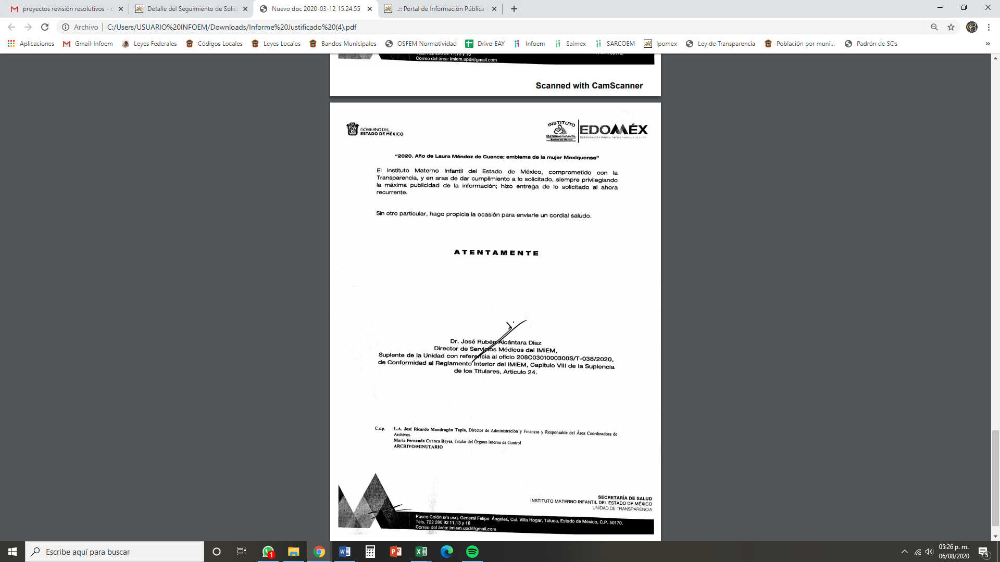 proyectos revisión resolutivos - c
Detalle del Seguimiento de Solici
Nuevo doc 2020-03-12 15.24.55
..:: Portal de Información Pública
Archivo
C:/Users/USUARIO%20INFOEM/Downloads/Informe%20Justificado%20(4).pdf
Aplicaciones
Gmail-Infoem
Leyes Federales
Códigos Locales
Leyes Locales
Bandos Municipales
OSFEM Normatividad
Drive-EAY
Infoem
Saimex
SARCOEM
Ipomex
Ley de Transparencia
Población por muni...
Padrón de SOs
»
Tels. 722 280 92 11,13 y 16
Correo del área: imiem.updi@gmail.com
Scanned with CamScanner
GOBIERNO DEL
ESTADO DE MÉXICO
INSTITUTO
MATERNO INFANTIL
ESTADO DE MÉXICO
EDOMÉX
"2020. Año de Laura Méndez de Cuenca; emblema de la mujer Mexiquense"
El Instituto Materno Infantil del Estado de México, comprometido con la
Transparencia, y en aras de dar cumplimiento a lo solicitado, siempre privilegiando
la máxima publicidad de la información; hizo entrega de lo solicitado al ahora
recurrente.
Sin otro particular, hago propicia la ocasión para enviarle un cordial saludo.
ATENTAMENTE
Dr. José Rubén Alcántara Díaz
Director de Servicios Médicos del IMIEM,
Suplente de la Unidad con referencia al oficio 208C0301000300S/T-038/2020,
de Conformidad al Reglamento Interior del IMIEM, Capitulo VIII de la Suplencia
de los Titulares, Articulo 24.
C.c.p. L.A. José Ricardo Mondragón Tapia, Director de Administración y Finanzas y Responsable del Área Coordinadora de
Archivos.
María Fernanda Cuenca Reyes, Titular del Órgano Interno de Control
ARCHIVO/MINUTARIO
SECRETARÍA DE SALUD
INSTITUTO MATERNO INFANTIL DEL ESTADO DE MÉXICO
UNIDAD DE TRANSPARENCIA
Paseo Colón s/n esq. General Felipe Ángeles, Col. Villa Hogar, Toluca, Estado de México, C.P. 50170.
Tels. 722 280 92 11,13 y 16
Correo del área: imiem.updi@gmail.com
Escribe aquí para buscar
1
05:26 p. m.
06/08/2020
5